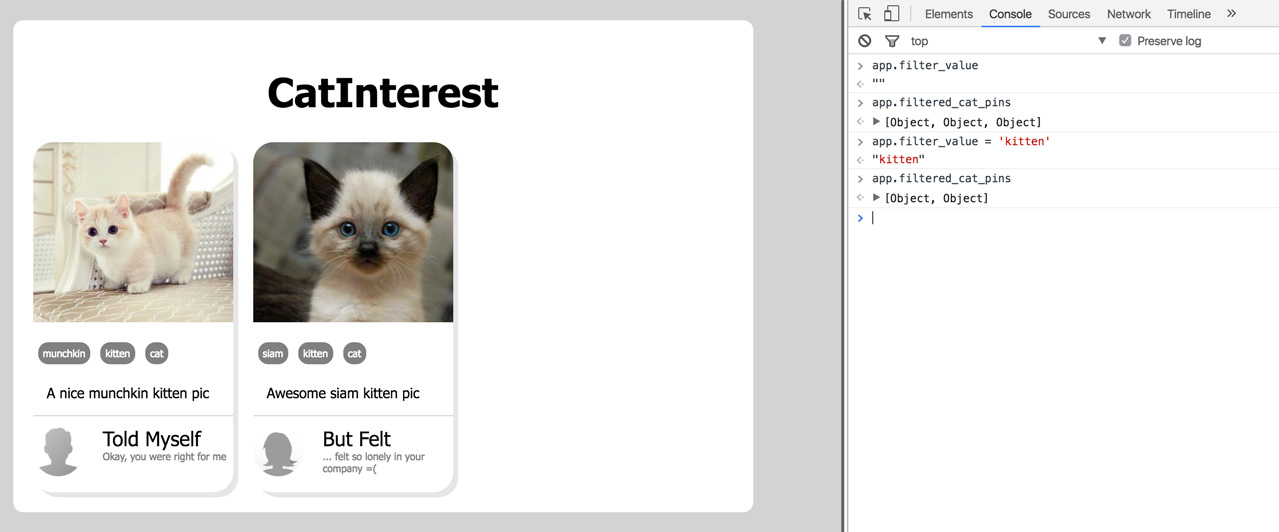 CatInterest
munchkin kitten cat
A nice munchkin kitten pic
Told Myself
Okay, you were right for me
siam kitten cat
Awesome siam kitten pic
But Felt
... felt so lonely in your
company =(
Elements Console Sources Network Timeline »
top ▼ Preserve log
> app.filter_value
<· ""
> app.filtered_cat_pins
<· ▶ [Object, Object, Object]
> app.filter_value = 'kitten'
<· "kitten"
> app.filtered_cat_pins
<· ▶ [Object, Object]
>